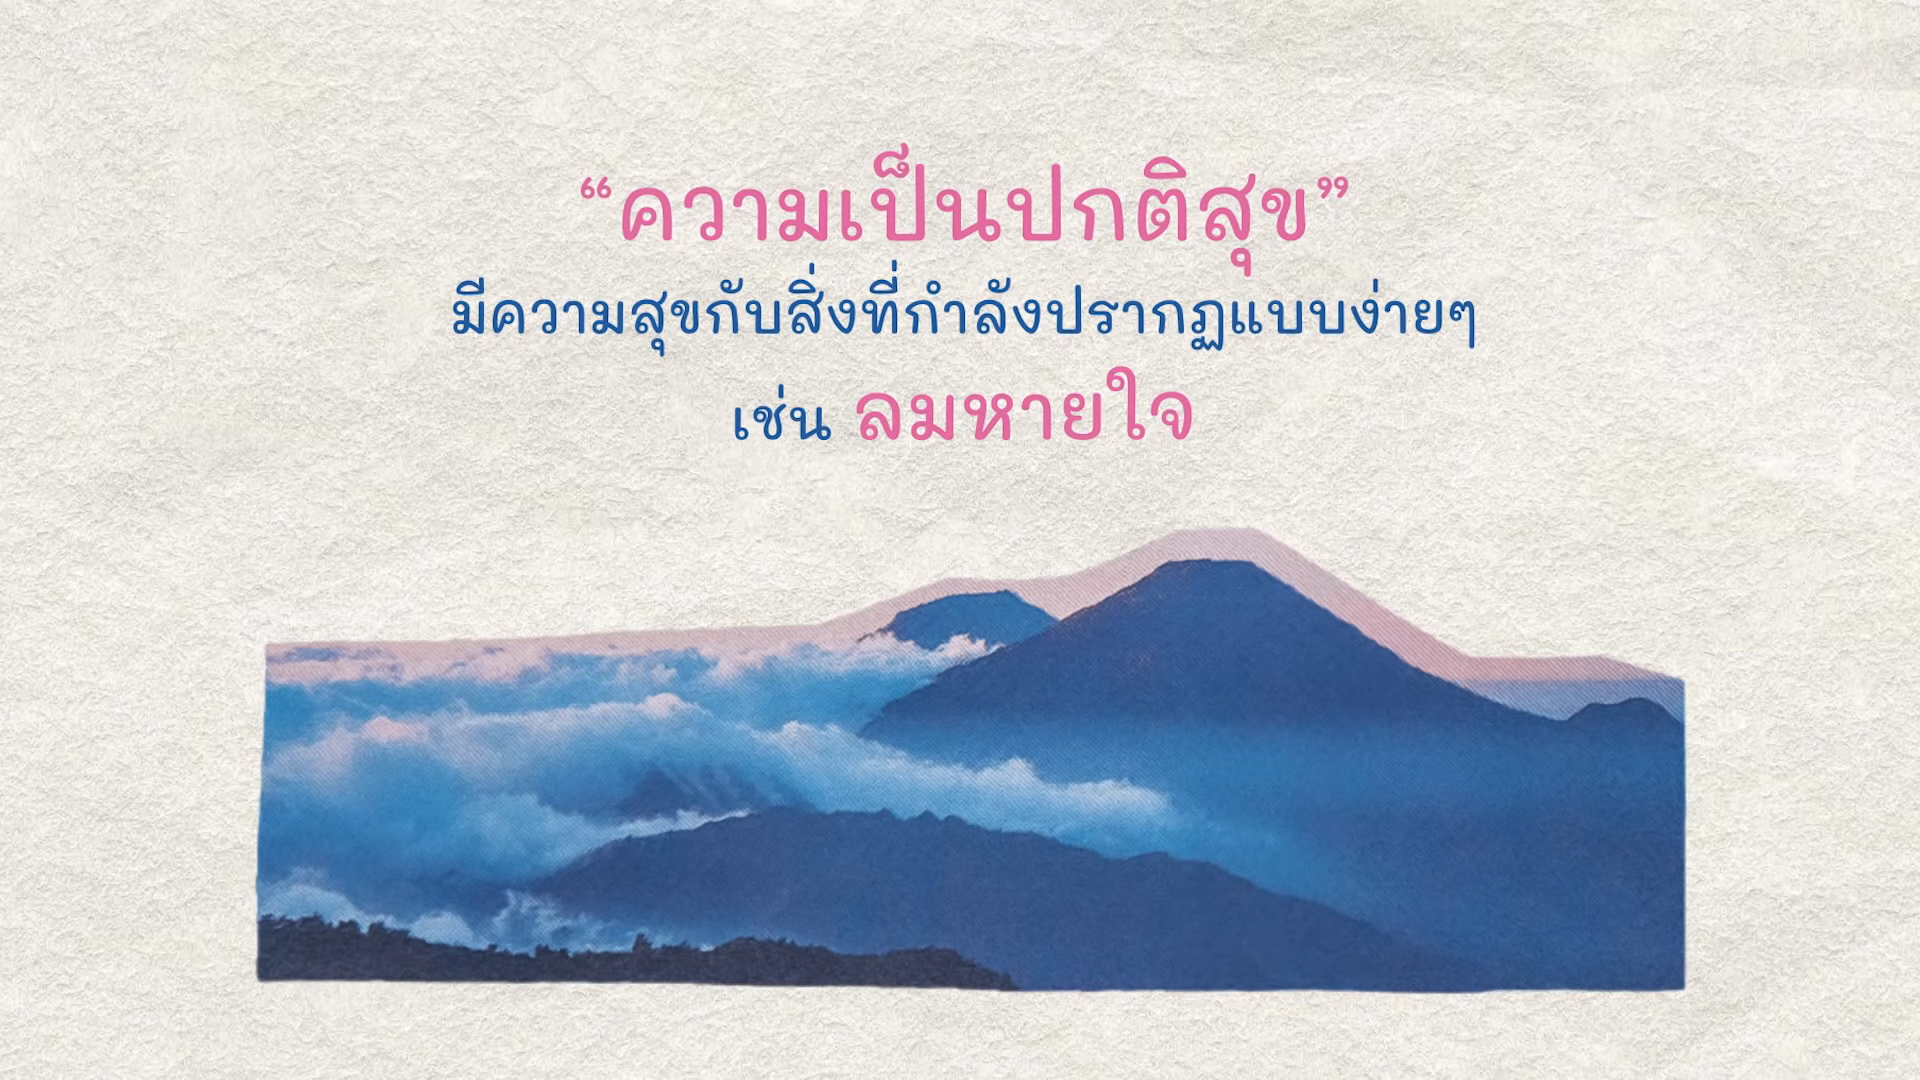 “ความเป็นปกติสุข”
มีความสุขกับสิ่งที่กำลังปรากฏแบบง่ายๆ
เช่น ลมหายใจ